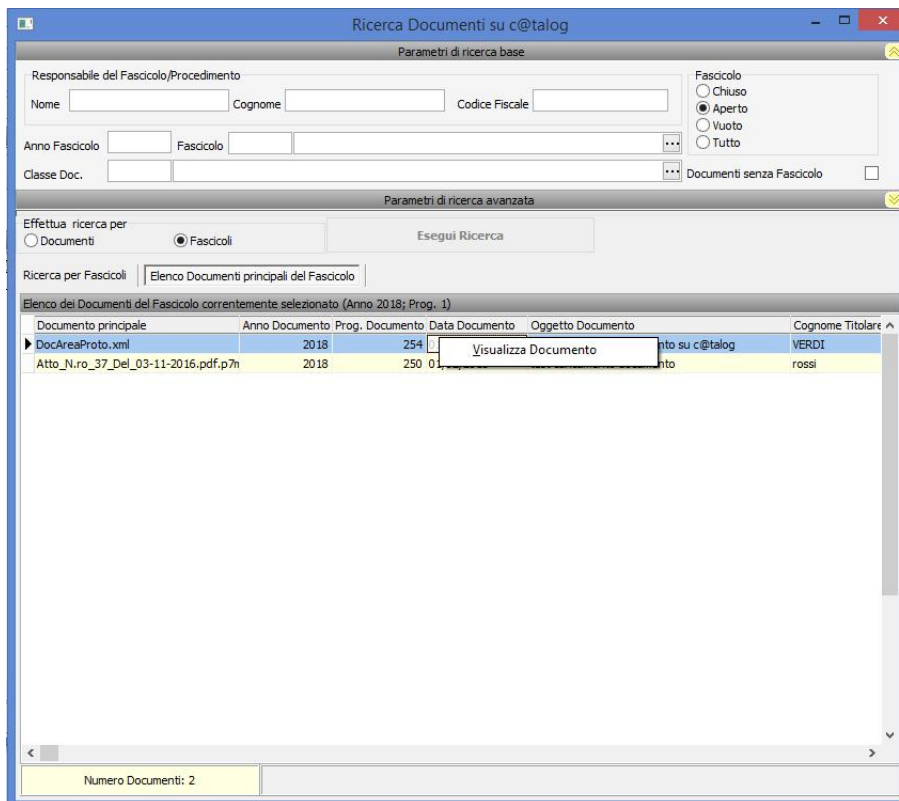 Ricerca Documenti su c@talog
Parametri di ricerca base
Responsabile del Fascicolo/Procedimento
Nome Cognome Codice Fiscale
Fascicolo
Chiuso
Aperto
Vuoto
Tutto
Anno Fascicolo Fascicolo ...
Classe Doc. ... Documenti senza Fascicolo
Parametri di ricerca avanzata
Effettua ricerca per
Documenti Fascicoli Esegui Ricerca
Ricerca per Fascicoli Elenco Documenti principali del Fascicolo
Elenco dei Documenti del Fascicolo correntemente selezionato (Anno 2018; Prog. 1)
Documento principale Anno Documento Prog. Documento Data Documento Oggetto Documento Cognome Titolare
DocAreaProto.xml 2018 254 Visualizza Documento su c@talog VERDI
Atto_N.ro_37_Del_03-11-2016.pdf.p7n 2018 250 rossi
Numero Documenti: 2